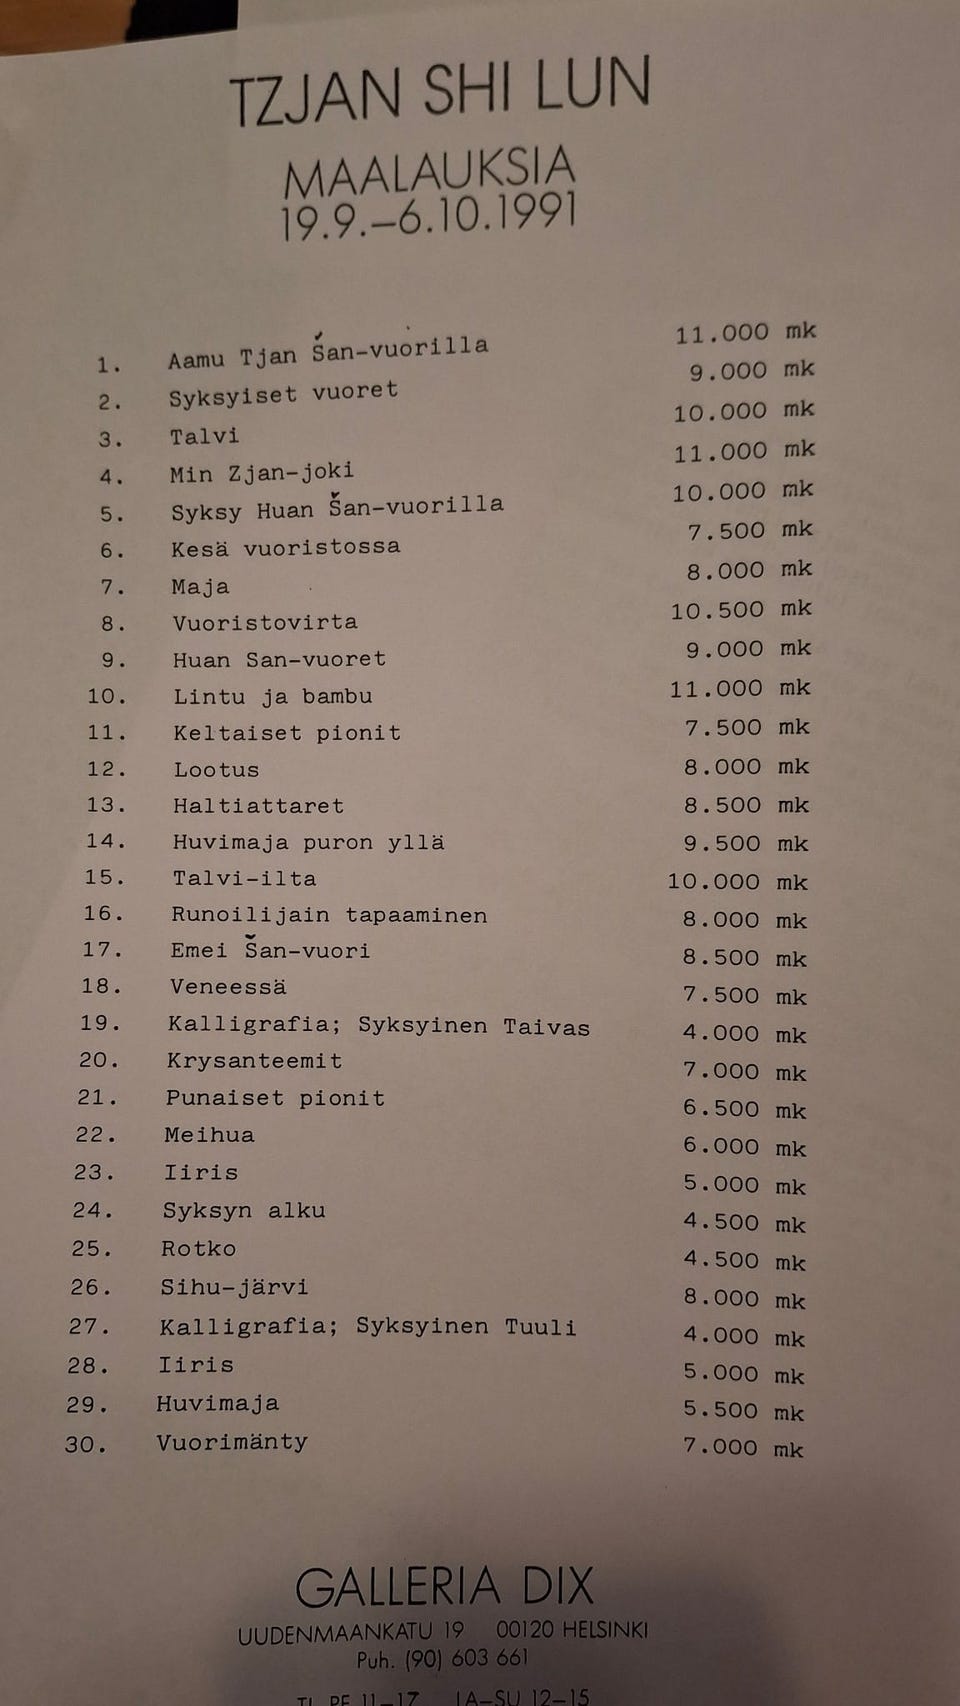 TZJAN SHI LUN
MAALAUKSIA
19.9.–6.10.1991
1. Aamu Tjan Šan-vuorilla 11.000 mk
2. Syksyiset vuoret 9.000 mk
3. Talvi 10.000 mk
4. Min Zjan-joki 11.000 mk
5. Syksy Huan Šan-vuorilla 10.000 mk
6. Kesä vuoristossa 7.500 mk
7. Maja 8.000 mk
8. Vuoristovirta 10.500 mk
9. Huan San-vuoret 9.000 mk
10. Lintu ja bambu 11.000 mk
11. Keltaiset pionit 7.500 mk
12. Lootus 8.000 mk
13. Haltiattaret 8.500 mk
14. Huvimaja puron yllä 9.500 mk
15. Talvi-ilta 10.000 mk
16. Runoilijain tapaaminen 8.000 mk
17. Emei Šan-vuori 8.500 mk
18. Veneessä 7.500 mk
19. Kalligrafia; Syksyinen Taivas 4.000 mk
20. Krysanteemit 7.000 mk
21. Punaiset pionit 6.500 mk
22. Meihua 6.000 mk
23. Iiris 5.000 mk
24. Syksyn alku 4.500 mk
25. Rotko 4.500 mk
26. Sihu-järvi 8.000 mk
27. Kalligrafia; Syksyinen Tuuli 4.000 mk
28. Iiris 5.000 mk
29. Huvimaja 5.500 mk
30. Vuorimänty 7.000 mk
GALLERIA DIX
UUDENMAANKATU 19 00120 HELSINKI
Puh. (90) 603 661
TI–PE 11–17 LA–SU 12–15